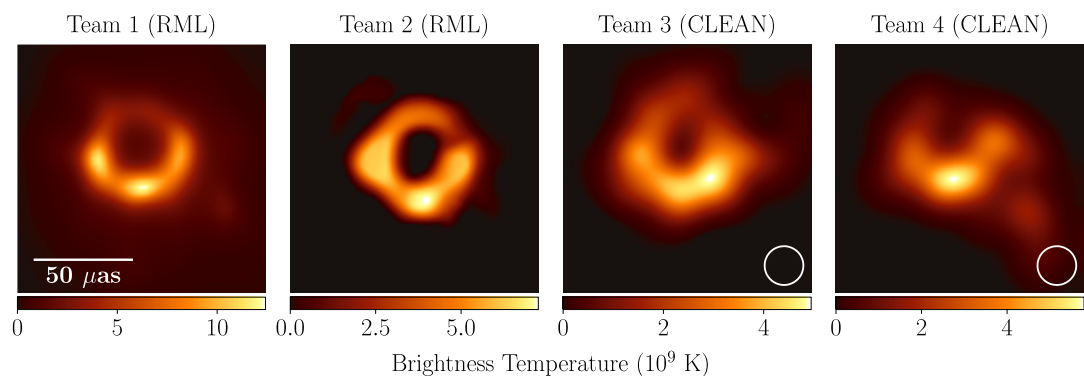 Team 1 (RML)
Team 2 (RML)
Team 3 (CLEAN)
Team 4 (CLEAN)
50 μas
0 5 10
0.0 2.5 5.0
0 2 4
0 2 4
Brightness Temperature (10⁹ K)